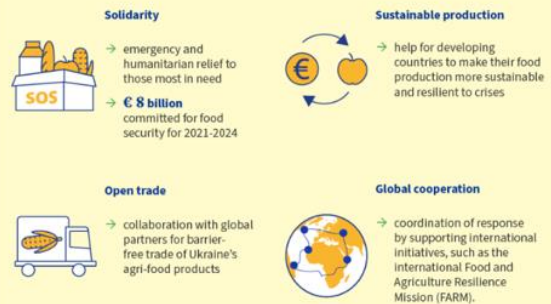 Solidarity
→ emergency and
humanitarian relief to
those most in need
→ € 8 billion
committed for food
security for 2021-2024
SOS
Sustainable production
€
→ help for developing
countries to make their food
production more sustainable
and resilient to crises
Open trade
→ collaboration with global
partners for barrier-
free trade of Ukraine's
agri-food products
Global cooperation
→ coordination of response
by supporting international
initiatives, such as the
international Food and
Agriculture Resilience
Mission (FARM).